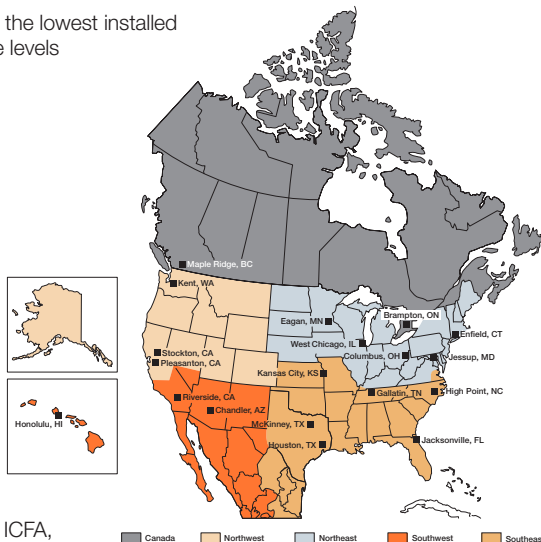 the lowest installed
e levels
Maple Ridge, BC
Kent, WA
Brampton, ON
Eagan, MN
Enfield, CT
West Chicago, IL
Stockton, CA
Columbus, OH
Jessup, MD
Pleasanton, CA
Kansas City, KS
Riverside, CA
Gallatin, TN
High Point, NC
Chandler, AZ
Honolulu, HI
McKinney, TX
Jacksonville, FL
Houston, TX
ICFA,
Canada
Northwest
Northeast
Southwest
Southeas